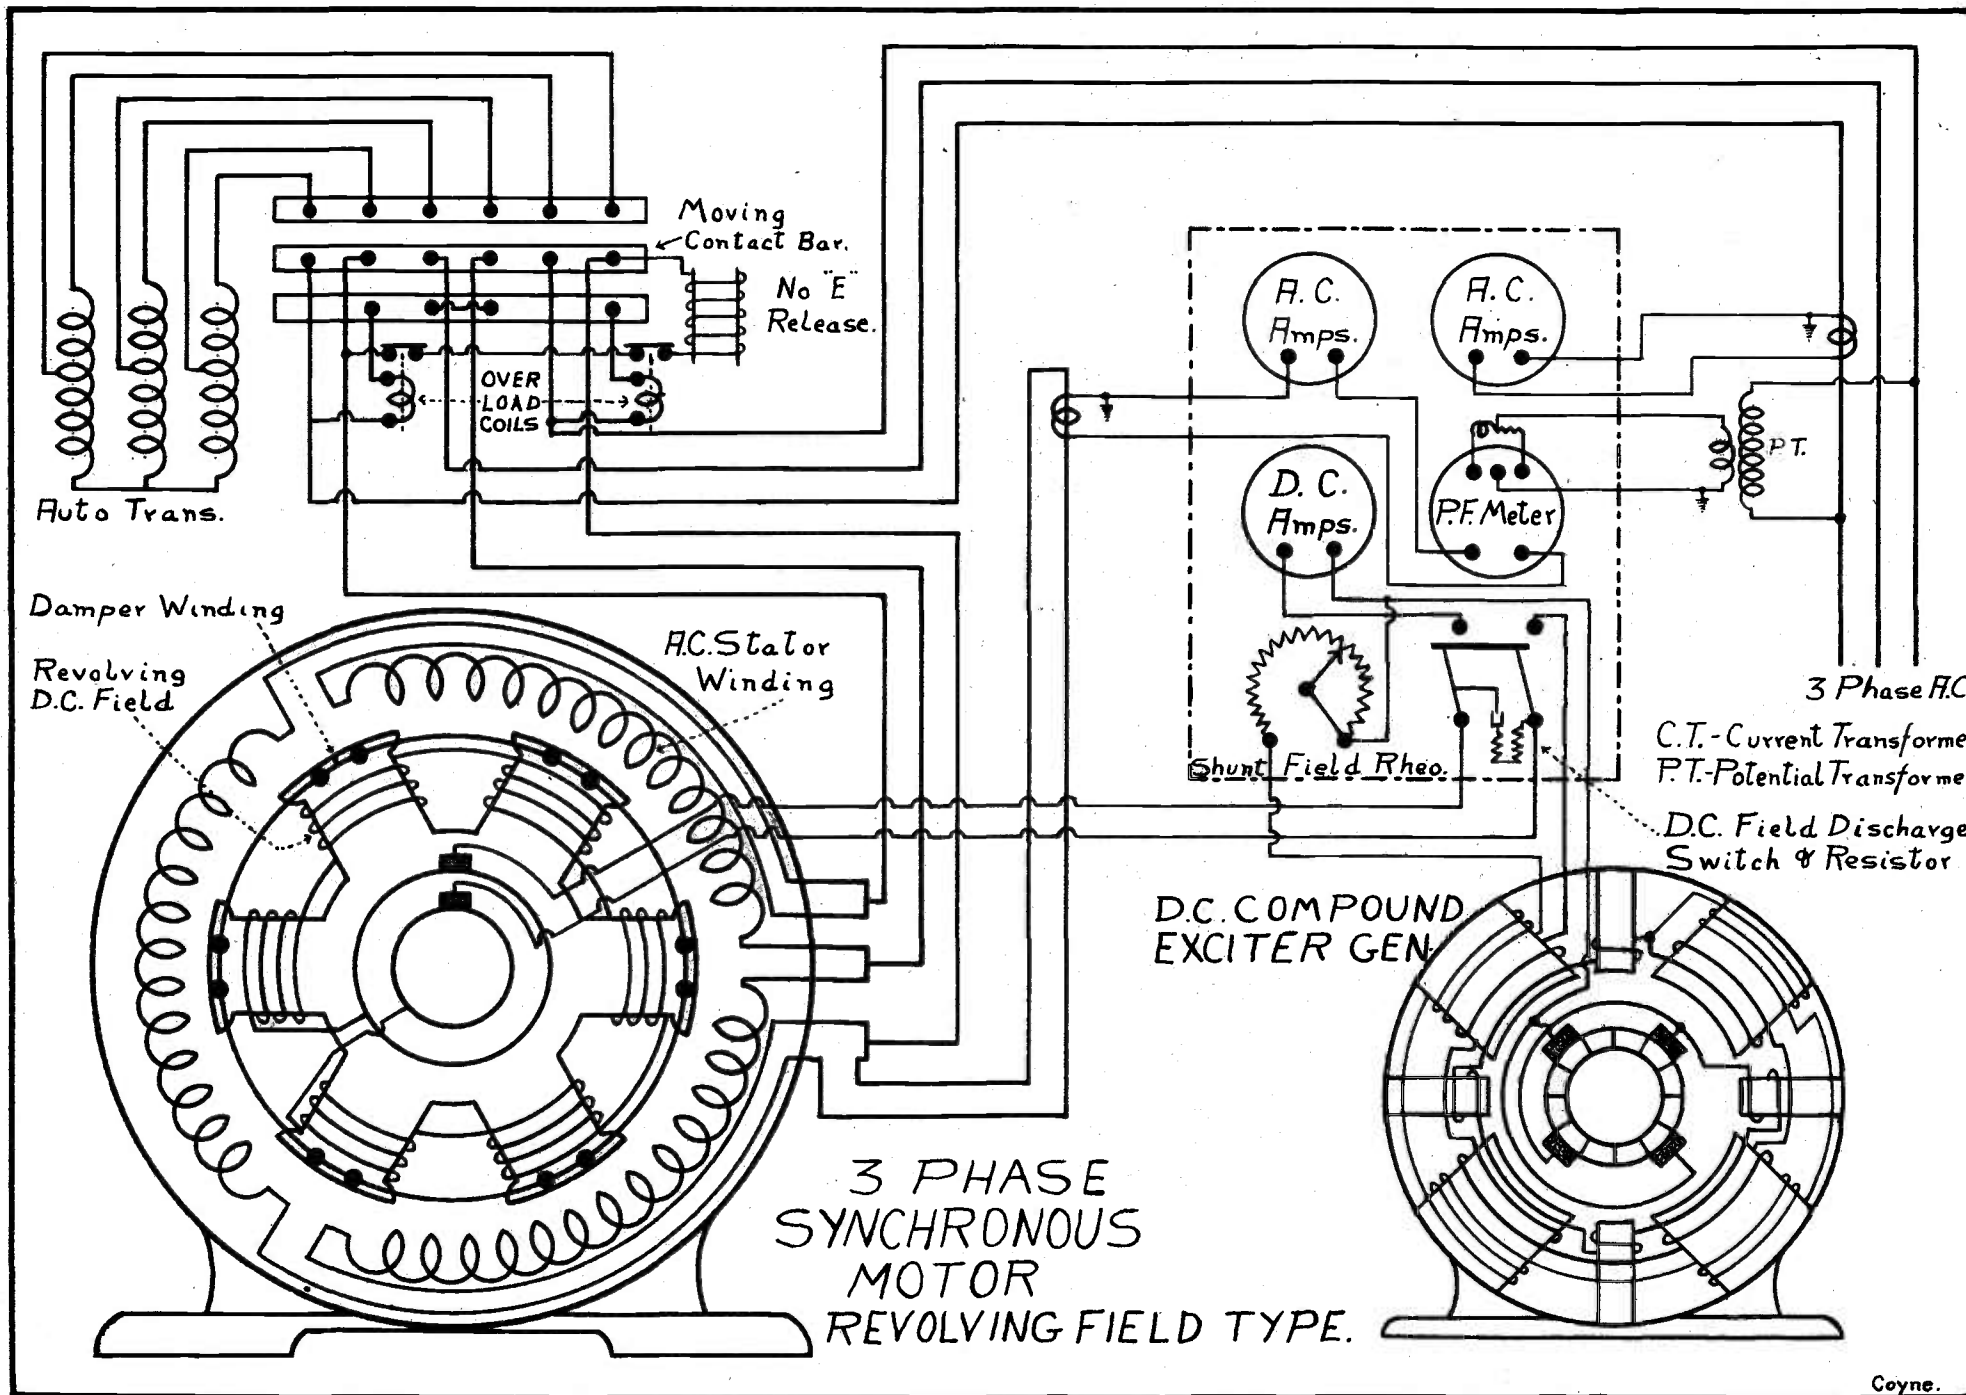 Moving
Contact Bar.
No "E"
Release.
OVER
LOAD
COILS
Auto Trans.
A.C.
Amps.
A.C.
Amps.
D.C.
Amps.
P.F. Meter
P.T.
Shunt Field Rheo.
3 Phase A.C
C.T.-Current Transforme
P.T.-Potential Transforme
D.C. Field Discharge
Switch & Resistor
Damper Winding
Revolving
D.C. Field
A.C. Stator
Winding
D.C. COMPOUND
EXCITER GEN.
3 PHASE
SYNCHRONOUS
MOTOR
REVOLVING FIELD TYPE.
Coyne.